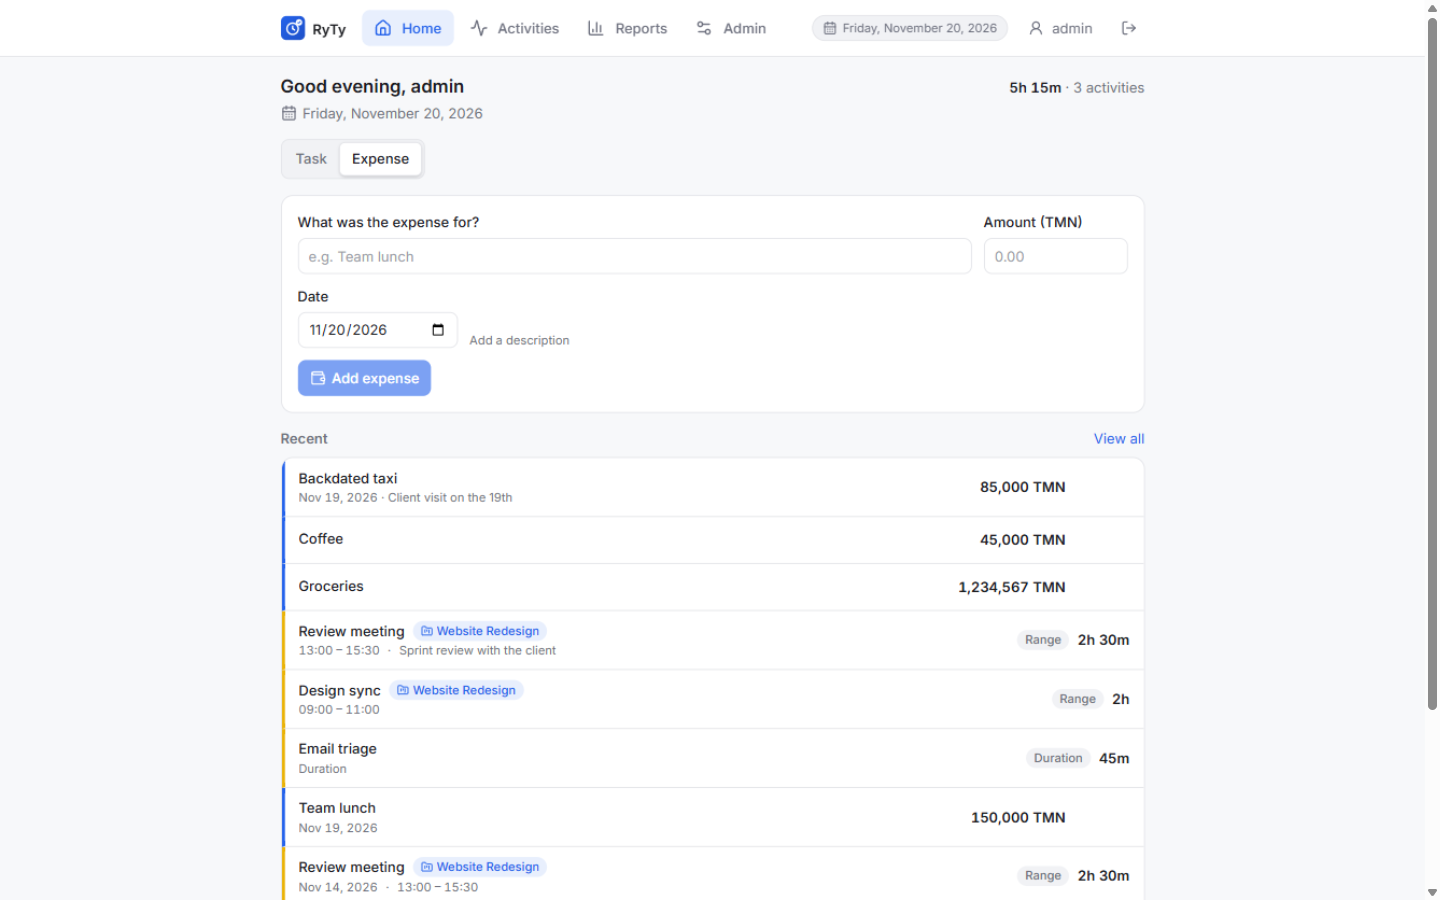 RyTy Home Activities Reports Admin Friday, November 20, 2026 admin
Good evening, admin
5h 15m · 3 activities
Friday, November 20, 2026
Task Expense
What was the expense for? Amount (TMN)
e.g. Team lunch 0.00
Date
11/20/2026 Add a description
Add expense
Recent View all
Backdated taxi
Nov 19, 2026 · Client visit on the 19th
85,000 TMN
Coffee 45,000 TMN
Groceries 1,234,567 TMN
Review meeting Website Redesign
13:00 – 15:30 · Sprint review with the client
Range 2h 30m
Design sync Website Redesign
09:00 – 11:00
Range 2h
Email triage
Duration
Duration 45m
Team lunch
Nov 19, 2026
150,000 TMN
Review meeting Website Redesign
Nov 14, 2026 · 13:00 – 15:30
Range 2h 30m